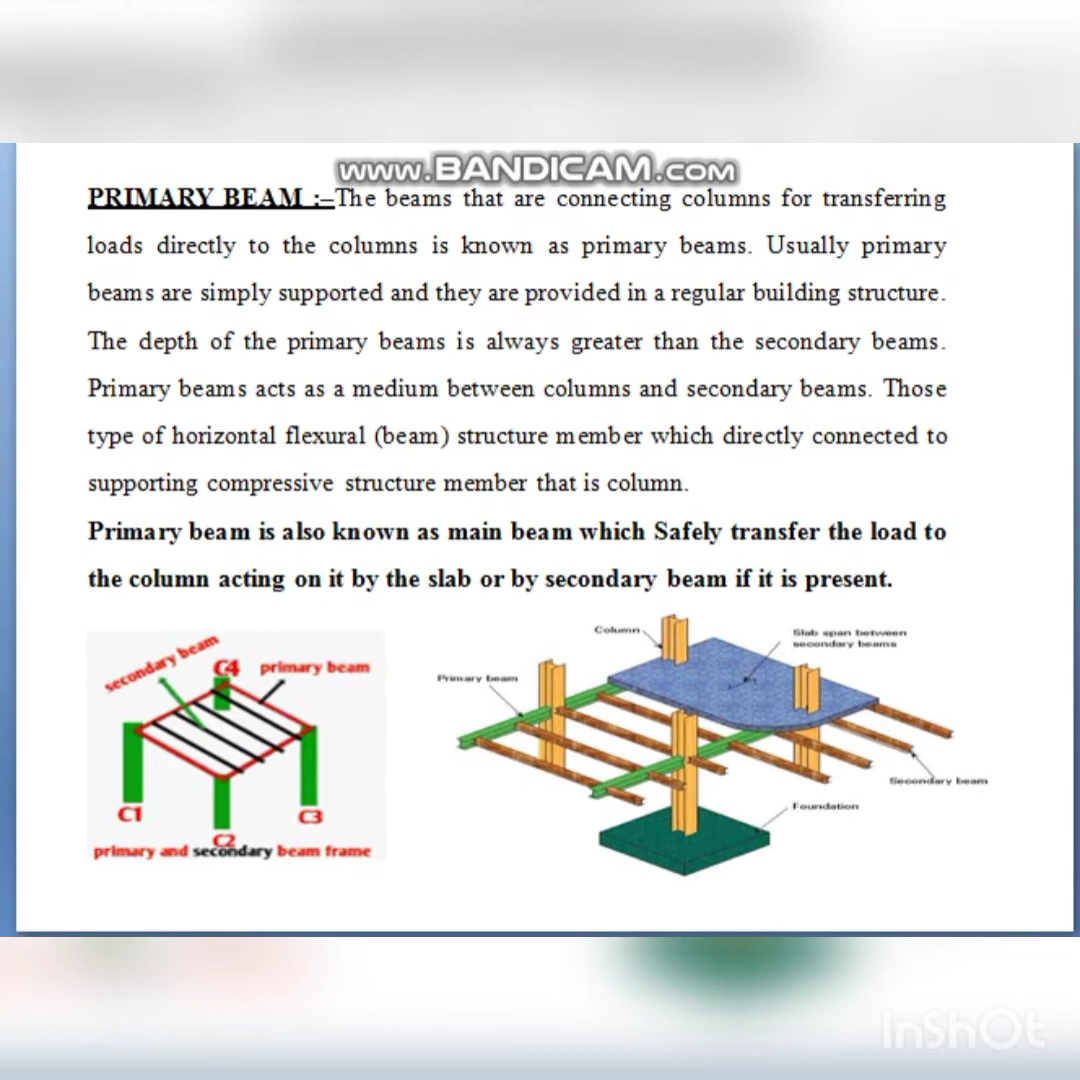 www.BANDICAM.com
PRIMARY BEAM :–The beams that are connecting columns for transferring
loads directly to the columns is known as primary beams. Usually primary
beams are simply supported and they are provided in a regular building structure.
The depth of the primary beams is always greater than the secondary beams.
Primary beams acts as a medium between columns and secondary beams. Those
type of horizontal flexural (beam) structure member which directly connected to
supporting compressive structure member that is column.
Primary beam is also known as main beam which Safely transfer the load to
the column acting on it by the slab or by secondary beam if it is present.
secondary beam
C4
primary beam
C1
C2
C3
primary and secondary beam frame
Column
Slab span between
secondary beams
Primary beam
Secondary beam
Foundation
InShOt